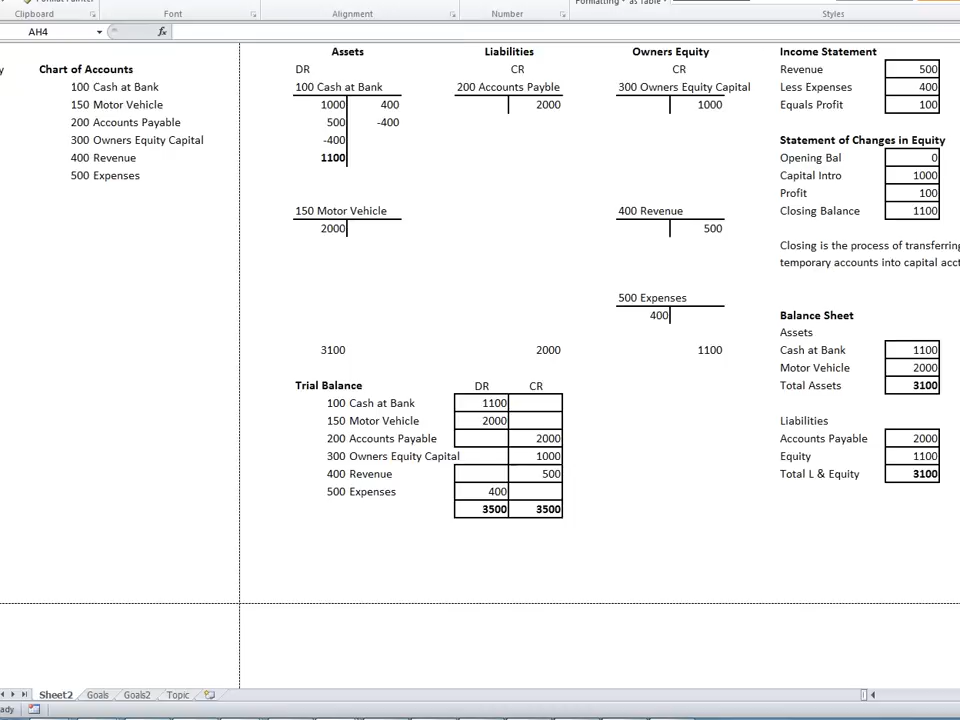 Clipboard Font Alignment Number Styles
Formatting as Table
AH4 fx
Assets Liabilities Owners Equity Income Statement
y Chart of Accounts DR CR CR Revenue 500
100 Cash at Bank 100 Cash at Bank 200 Accounts Payble 300 Owners Equity Capital Less Expenses 400
150 Motor Vehicle 1000 400 2000 1000 Equals Profit 100
200 Accounts Payable 500 -400
300 Owners Equity Capital -400 Statement of Changes in Equity
400 Revenue 1100 Opening Bal 0
500 Expenses Capital Intro 1000
Profit 100
150 Motor Vehicle 400 Revenue Closing Balance 1100
2000 500
Closing is the process of transferring
temporary accounts into capital acct
500 Expenses
400 Balance Sheet
Assets
3100 2000 1100 Cash at Bank 1100
Motor Vehicle 2000
Trial Balance DR CR Total Assets 3100
100 Cash at Bank 1100
150 Motor Vehicle 2000 Liabilities
200 Accounts Payable 2000 Accounts Payable 2000
300 Owners Equity Capital 1000 Equity 1100
400 Revenue 500 Total L & Equity 3100
500 Expenses 400
3500 3500
Sheet2 Goals Goals2 Topic
ady